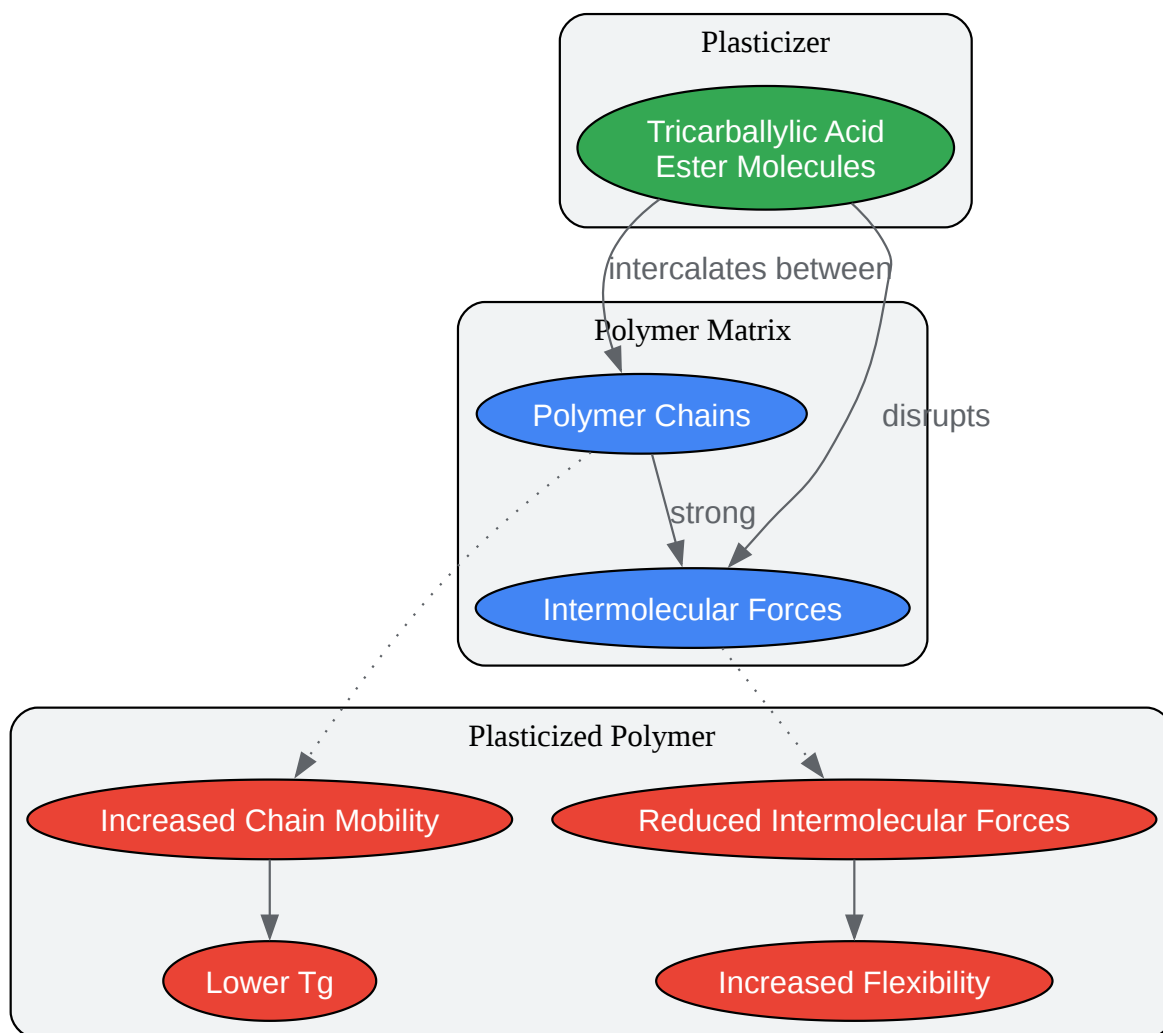 Plasticizer
Tricarballylic Acid
Ester Molecules
intercalates between
Polymer Matrix
Polymer Chains
disrupts
strong
Intermolecular Forces
Plasticized Polymer
Increased Chain Mobility
Reduced Intermolecular Forces
Lower Tg
Increased Flexibility